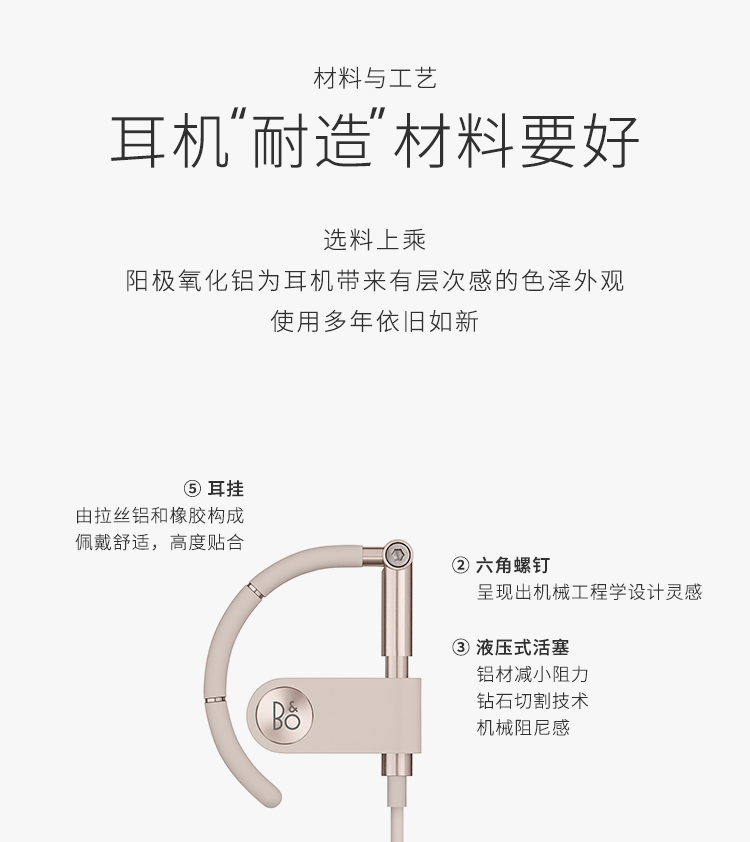 材料与工艺
耳机“耐造”材料要好
选料上乘
阳极氧化铝为耳机带来有层次感的色泽外观
使用多年依旧如新
⑤ 耳挂
由拉丝铝和橡胶构成
佩戴舒适，高度贴合
② 六角螺钉
呈现出机械工程学设计灵感
③ 液压式活塞
铝材减小阻力
钻石切割技术
机械阻尼感
B&O